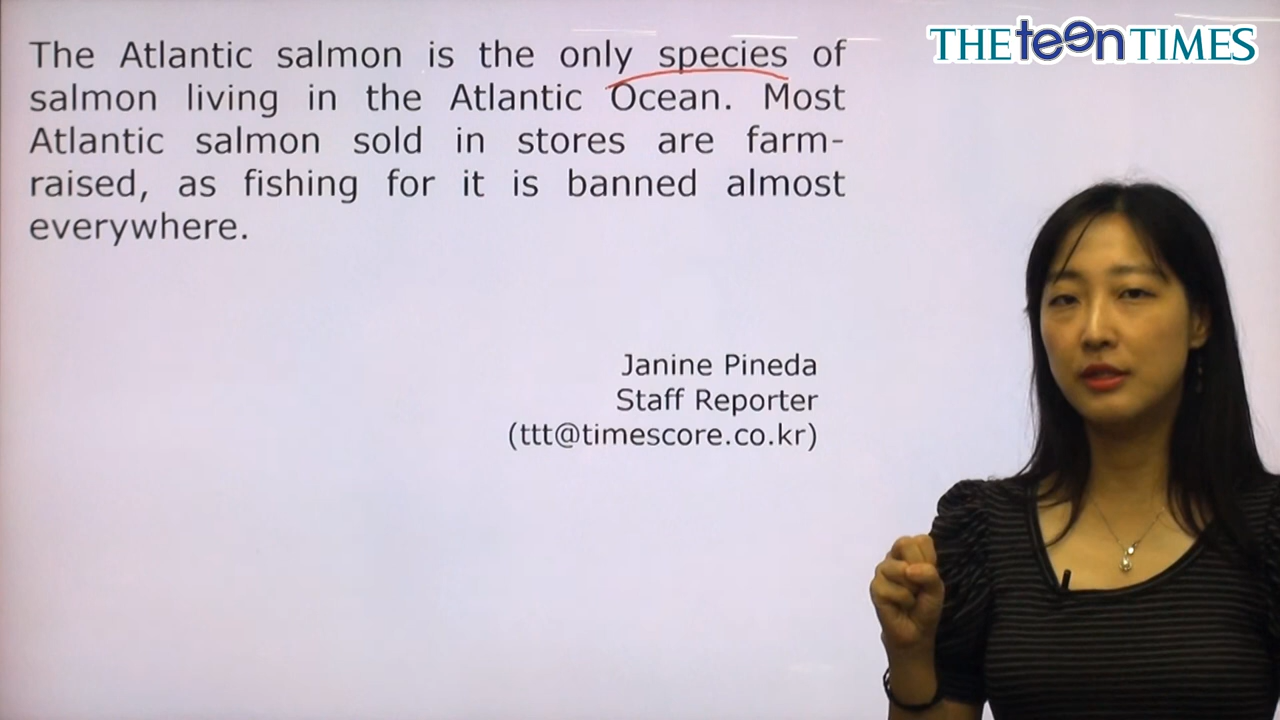 The Atlantic salmon is the only species of
salmon living in the Atlantic Ocean. Most
Atlantic salmon sold in stores are farm-
raised, as fishing for it is banned almost
everywhere.
Janine Pineda
Staff Reporter
(ttt@timescore.co.kr)
THE teen TIMES